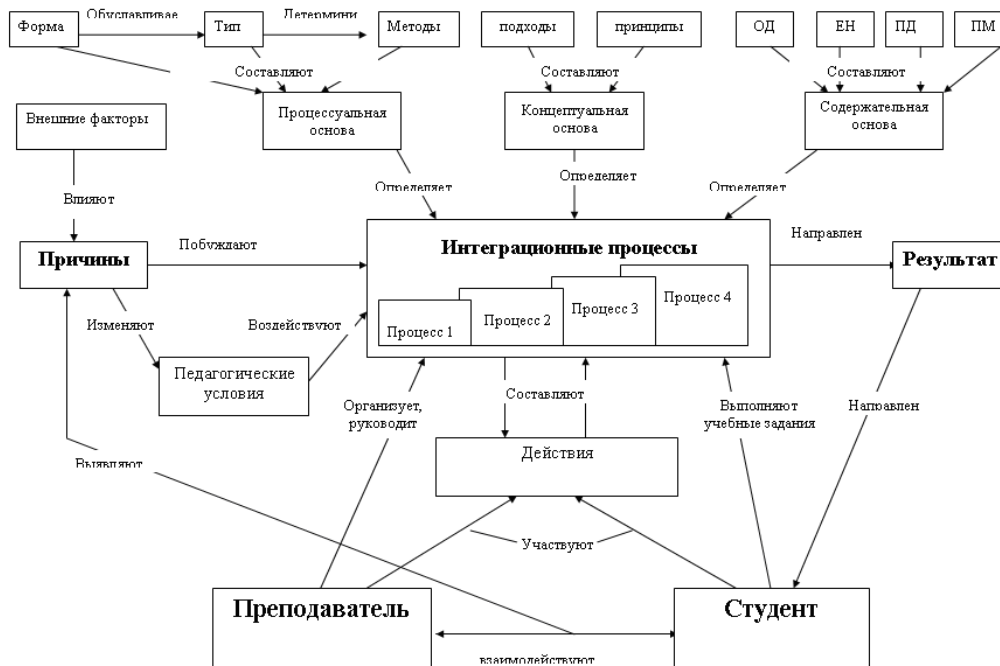 Форма
Обуславливае
Тип
Детермини
Методы
подходы
принципы
ОД
ЕН
ПД
ПМ
Составляют
Составляют
Составляют
Внешние факторы
Процессуальная
основа
Концептуальная
основа
Содержательная
основа
Определяет
Определяет
Определяет
Влияют
Причины
Побуждают
Интеграционные процессы
Направлен
Результат
Процесс 1
Процесс 2
Процесс 3
Процесс 4
Изменяют
Воздействуют
Педагогические
условия
Организует,
руководит
Составляют
Выполняют
учебные задания
Направлен
Выявляют
Действия
Участвуют
Преподаватель
Студент
взаимодействуют